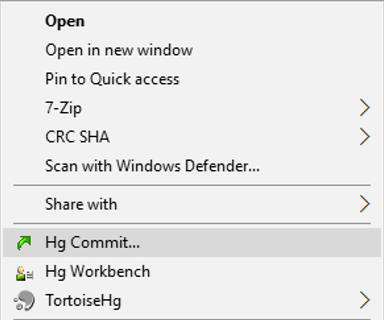 Open
Open in new window
Pin to Quick access
7-Zip
CRC SHA
Scan with Windows Defender...
Share with
Hg Commit...
Hg Workbench
TortoiseHg